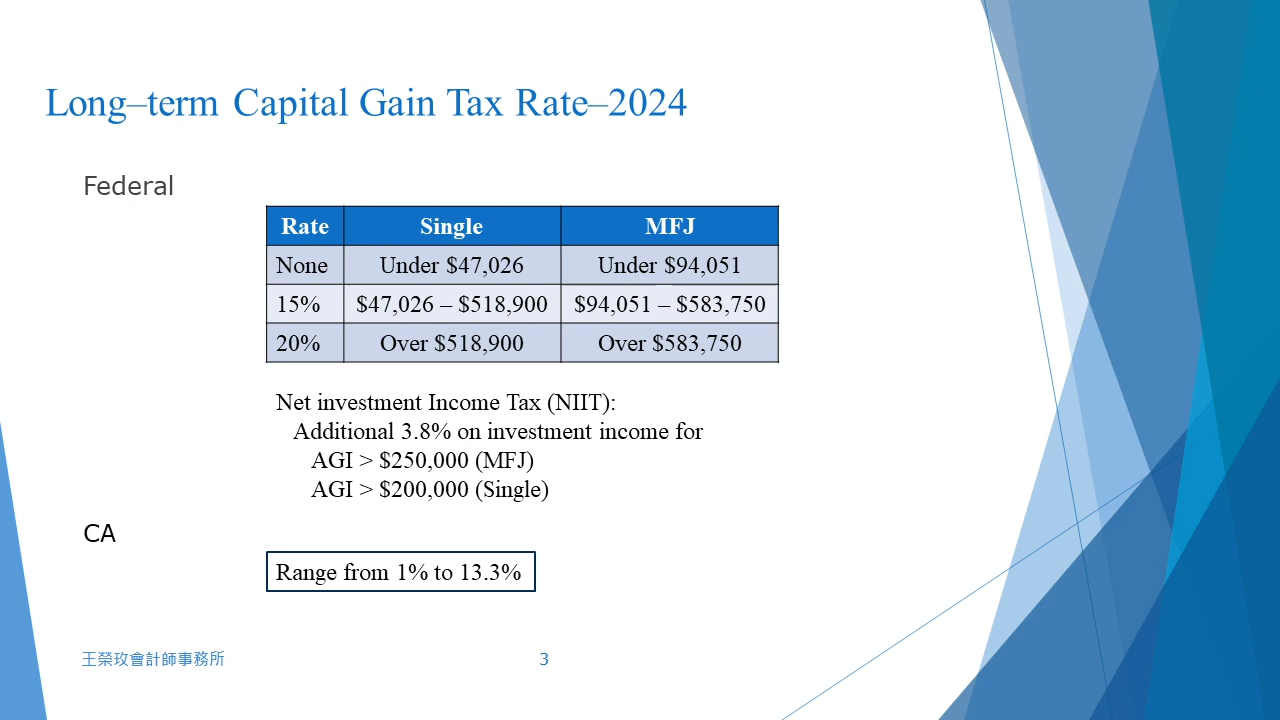 Long–term Capital Gain Tax Rate–2024
Federal
Rate Single MFJ
None Under $47,026 Under $94,051
15% $47,026 – $518,900 $94,051 – $583,750
20% Over $518,900 Over $583,750
Net investment Income Tax (NIIT):
Additional 3.8% on investment income for
AGI > $250,000 (MFJ)
AGI > $200,000 (Single)
CA
Range from 1% to 13.3%
王榮玫會計師事務所 3